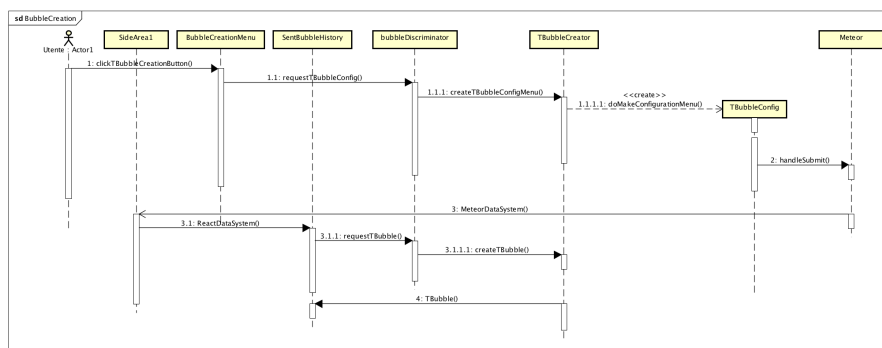 sd BubbleCreation
Utente : Actor1
SideArea1
BubbleCreationMenu
SentBubbleHistory
bubbleDiscriminator
TBubbleCreator
Meteor
1: clickTBubbleCreationButton()
1.1: requestTBubbleConfig()
1.1.1: createTBubbleConfigMenu()
<<create>>
1.1.1.1: doMakeConfigurationMenu()
TBubbleConfig
2: handleSubmit()
3: MeteorDataSystem()
3.1: ReactDataSystem()
3.1.1: requestTBubble()
3.1.1.1: createTBubble()
4: TBubble()